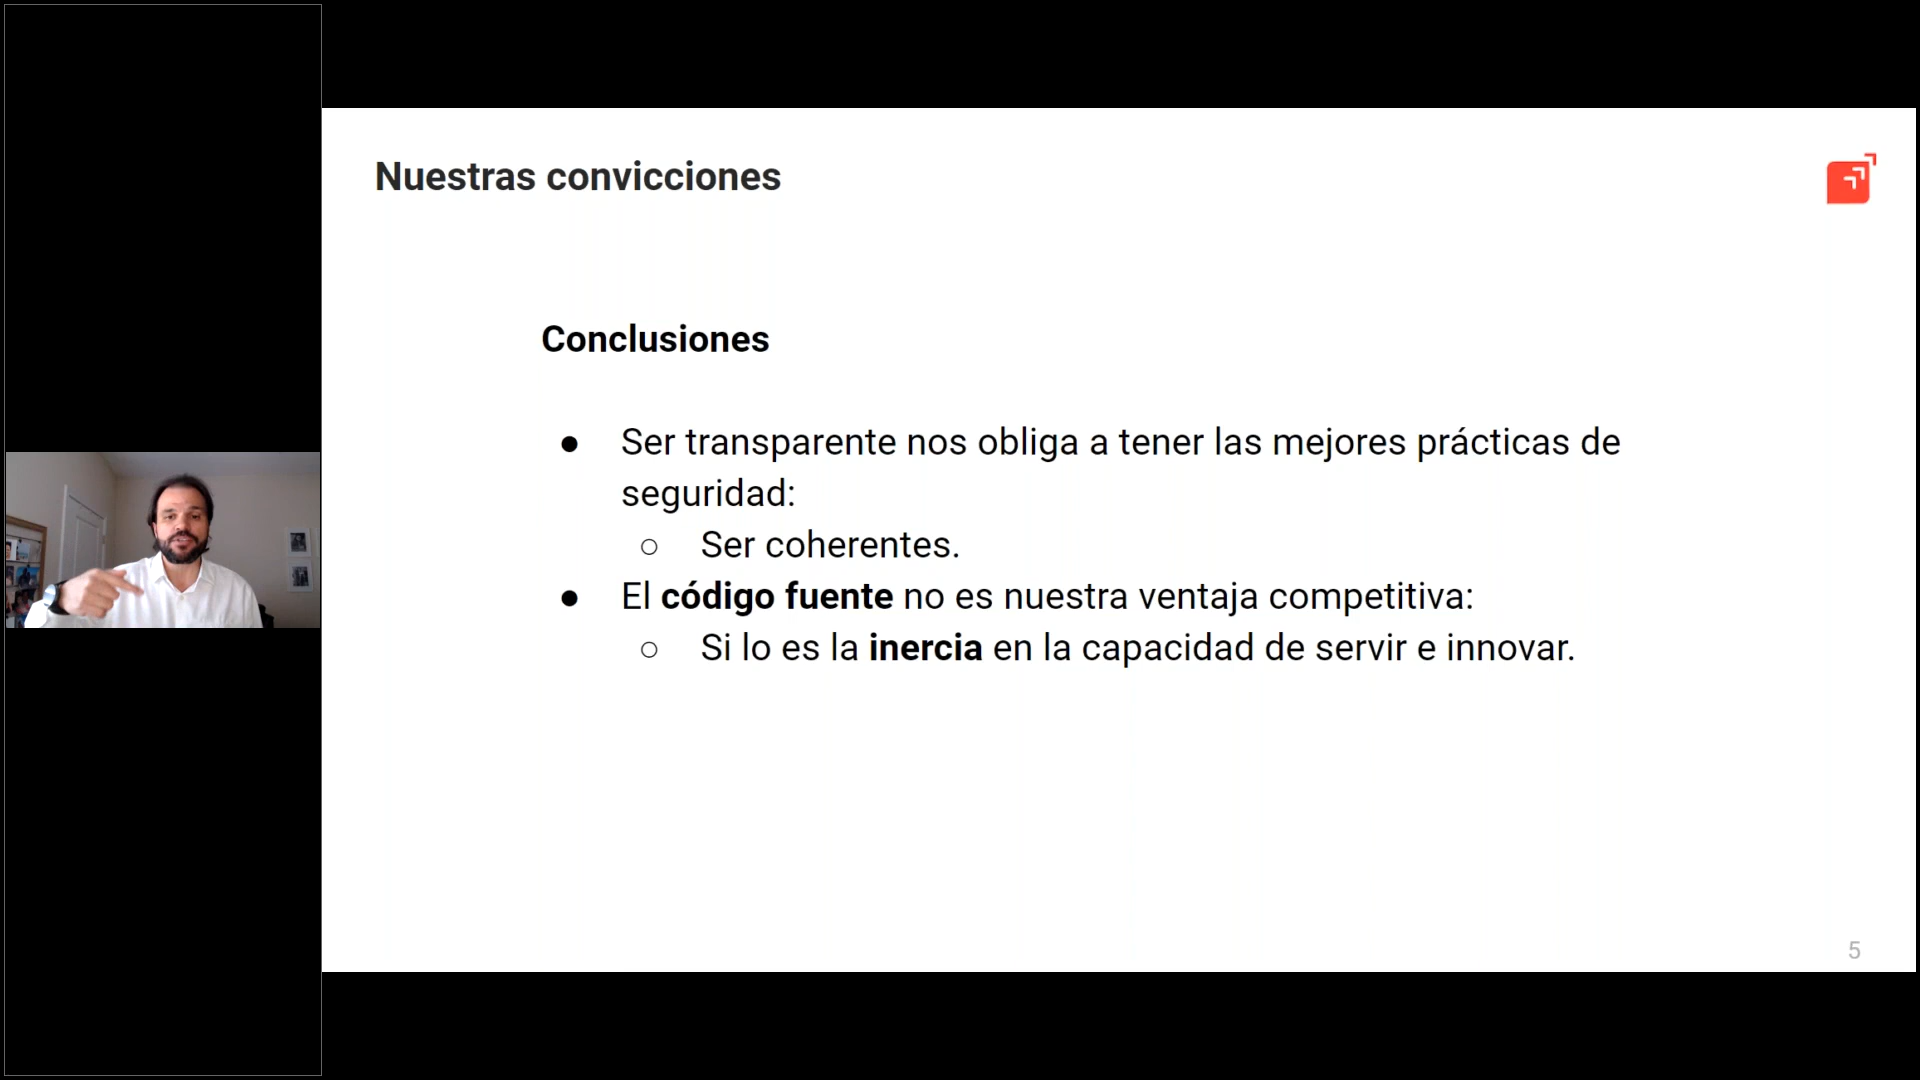 Nuestras convicciones
Conclusiones
● Ser transparente nos obliga a tener las mejores prácticas de
seguridad:
○ Ser coherentes.
● El código fuente no es nuestra ventaja competitiva:
○ Si lo es la inercia en la capacidad de servir e innovar.
5